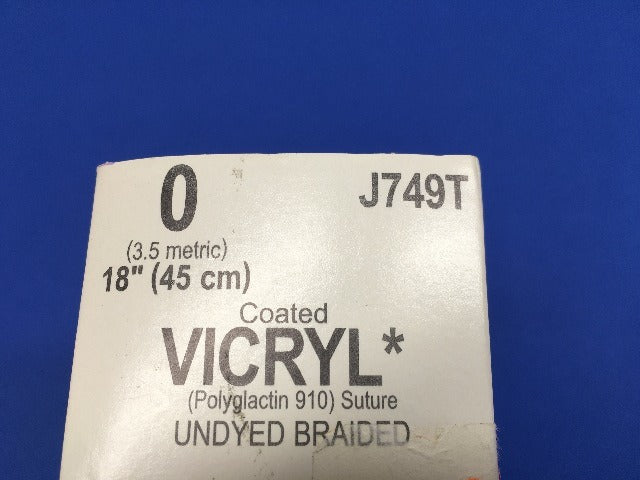 0
J749T
(3.5 metric)
18" (45 cm)
Coated
VICRYL*
(Polyglactin 910) Suture
UNDYED BRAIDED